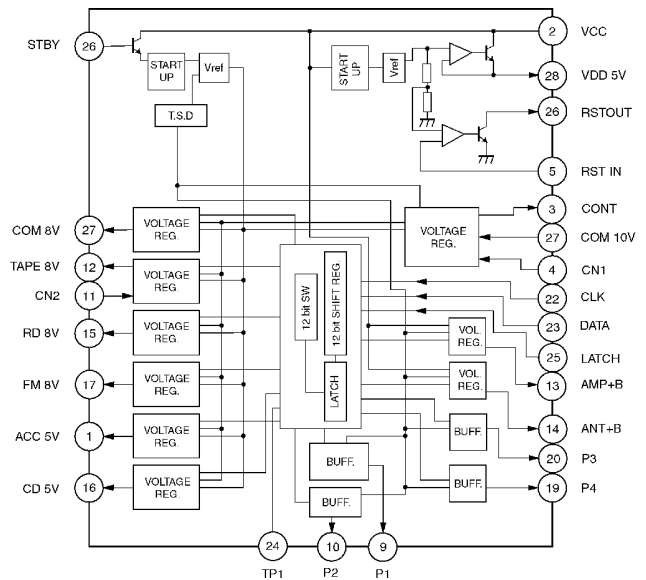 STBY
26
START UP
Vref
T.S.D
START UP
Vref
2
VCC
28
VDD 5V
26
RSTOUT
5
RST IN
3
CONT
27
COM 10V
4
CN1
22
CLK
23
DATA
25
LATCH
13
AMP+B
14
ANT+B
20
P3
19
P4
VOLTAGE REG.
COM 8V
27
VOLTAGE REG.
TAPE 8V
12
VOLTAGE REG.
CN2
11
RD 8V
15
VOLTAGE REG.
FM 8V
17
VOLTAGE REG.
ACC 5V
1
VOLTAGE REG.
CD 5V
16
VOLTAGE REG.
12 bit SW
12 bit SHIFT REG.
LATCH
VOL. REG.
VOL. REG.
BUFF.
BUFF.
BUFF.
BUFF.
24
TP1
10
P2
9
P1